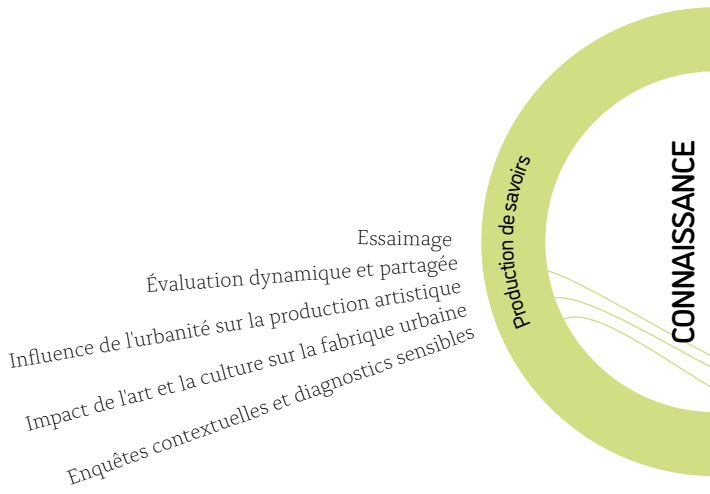 Essaimage
Évaluation dynamique et partagée
Influence de l'urbanité sur la production artistique
Impact de l'art et la culture sur la fabrique urbaine
Enquêtes contextuelles et diagnostics sensibles
Production de savoirs
CONNAISSANCE